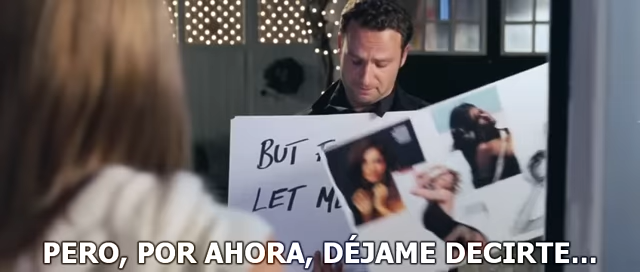 BUT
LET
PERO, POR AHORA, DÉJAME DECIRTE...